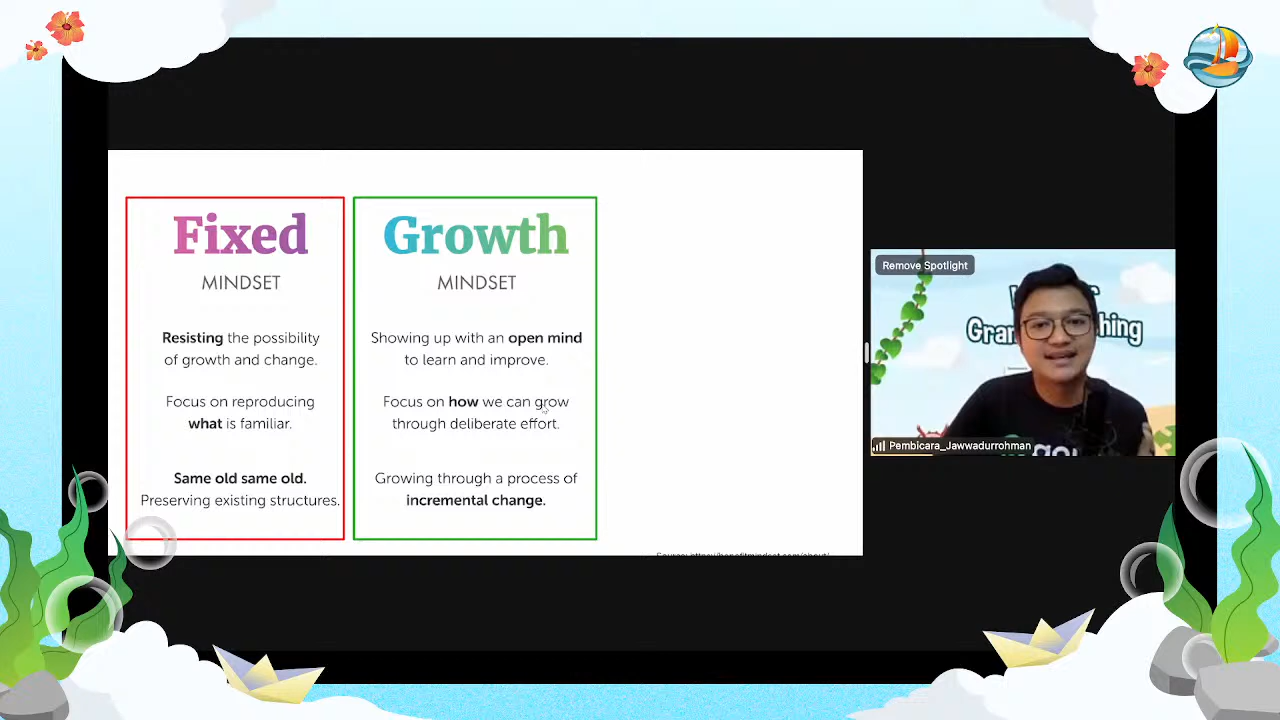 Fixed
MINDSET
Resisting the possibility
of growth and change.
Focus on reproducing
what is familiar.
Same old same old.
Preserving existing structures.
Growth
MINDSET
Showing up with an open mind
to learn and improve.
Focus on how we can grow
through deliberate effort.
Growing through a process of
incremental change.
Remove Spotlight
Pembicara_Jawwadurrohman